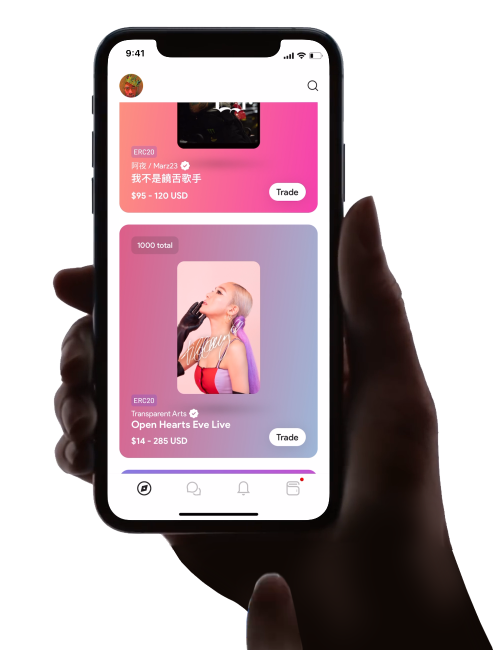 9:41
ERC20
阿夜 / Marz23
我不是饒舌歌手
$95 - 120 USD
Trade
1000 total
ERC20
Transparent Arts
Open Hearts Eve Live
$14 - 285 USD
Trade